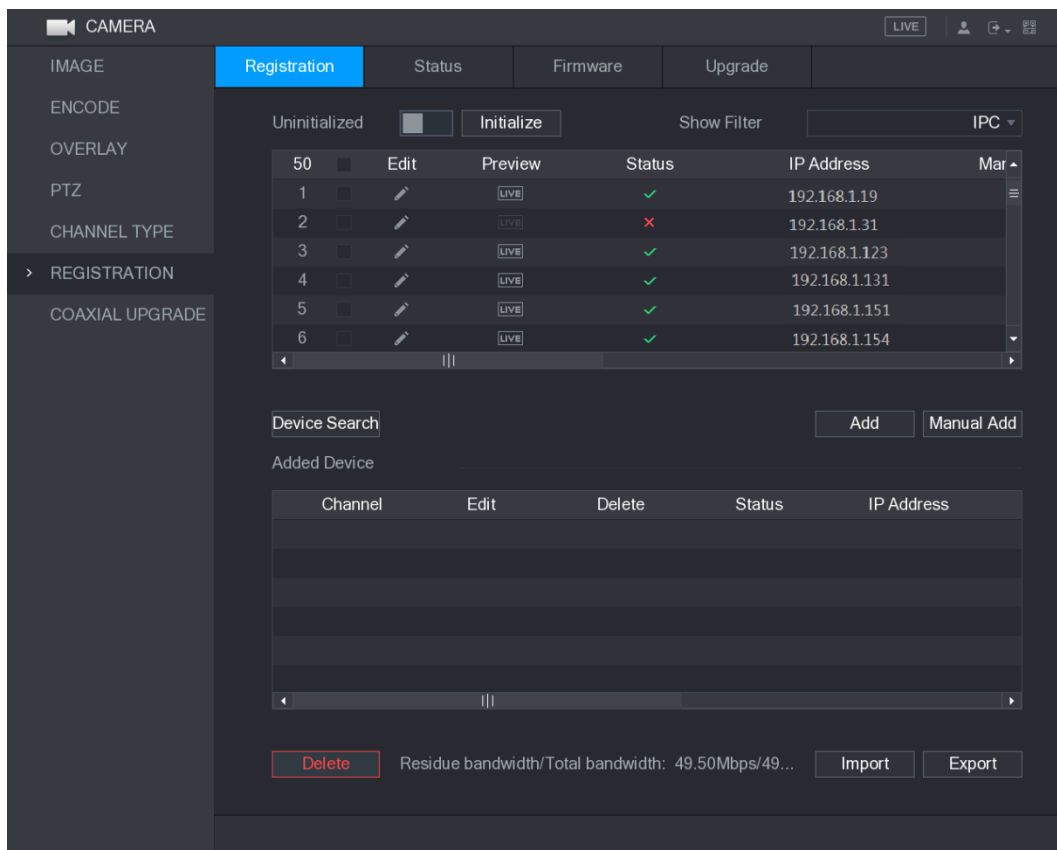 CAMERA LIVE
IMAGE
ENCODE
OVERLAY
PTZ
CHANNEL TYPE
REGISTRATION
COAXIAL UPGRADE
Registration Status Firmware Upgrade
Uninitialized Initialize Show Filter IPC
50 Edit Preview Status IP Address Mar
1 LIVE 192.168.1.19
2 LIVE 192.168.1.31
3 LIVE 192.168.1.123
4 LIVE 192.168.1.131
5 LIVE 192.168.1.151
6 LIVE 192.168.1.154
Device Search Add Manual Add
Added Device
Channel Edit Delete Status IP Address
Delete Residue bandwidth/Total bandwidth: 49.50Mbps/49... Import Export